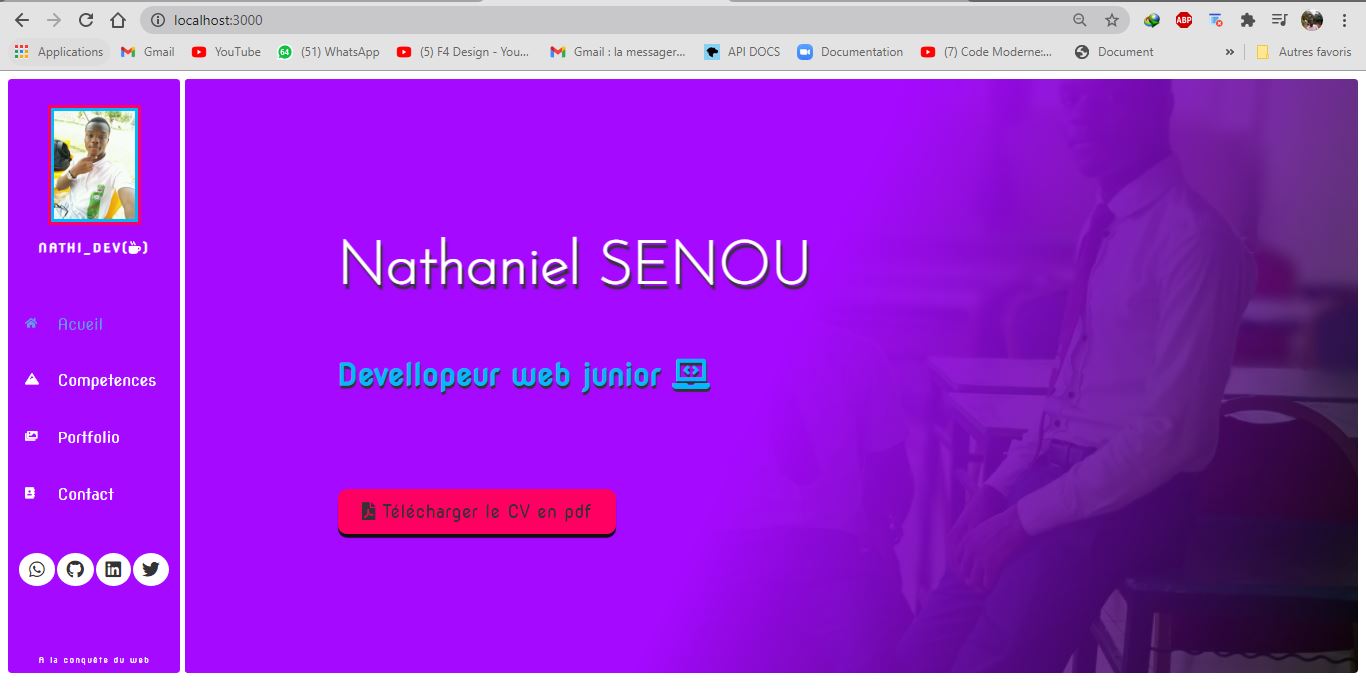 localhost:3000
ABP
Applications
Gmail
YouTube
64
(51) WhatsApp
(5) F4 Design - You...
Gmail : la messager...
API DOCS
Documentation
(7) Code Moderne:...
Document
»
Autres favoris
NATHI_DEV()
Acueil
Competences
Portfolio
Contact
A la conquête du web
Nathaniel SENOU
Devellopeur web junior
Télécharger le CV en pdf